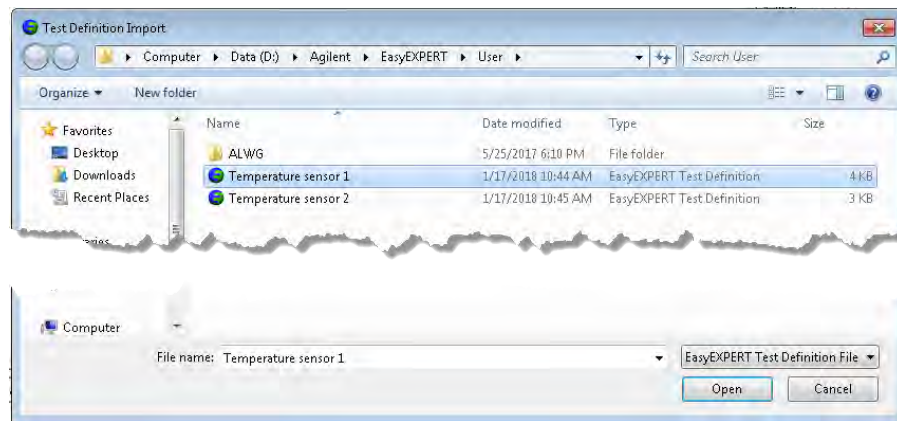 Test Definition Import
Computer Data (D:) Agilent EasyEXPERT User Search User
Organize New folder
Favorites
Desktop
Downloads
Recent Places
Name Date modified Type Size
ALWG 5/25/2017 6:10 PM File folder
Temperature sensor 1 1/17/2018 10:44 AM EasyEXPERT Test Definition 4 KB
Temperature sensor 2 1/17/2018 10:45 AM EasyEXPERT Test Definition 3 KB
Computer
File name: Temperature sensor 1 EasyEXPERT Test Definition File
Open Cancel